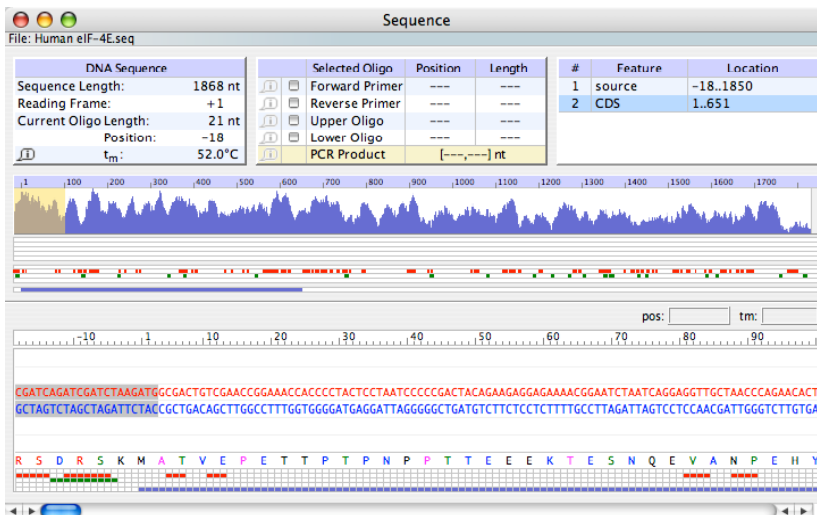 Sequence
File: Human eIF-4E.seq
DNA Sequence
Sequence Length: 1868 nt
Reading Frame: +1
Current Oligo Length: 21 nt
Position: -18
tm: 52.0°C
Selected Oligo Position Length
Forward Primer --- ---
Reverse Primer --- ---
Upper Oligo --- ---
Lower Oligo --- ---
PCR Product [---,---] nt
# Feature Location
1 source -18..1850
2 CDS 1..651
1 100 200 300 400 500 600 700 800 900 1000 1100 1200 1300 1400 1500 1600 1700
pos: tm:
-10 1 10 20 30 40 50 60 70 80 90
CGATCAGATCGATCTAAGATGGCGACTGTCGAACCGGAAACCACCCCTACTCCTAATCCCCCGACTACAGAAGAGGAGAAAACGGAATCTAATCAGGAGGTTGCTAACCCAGAACACT
GCTAGTCTAGCTAGATTCTACCGCTGACAGCTTGGCCTTTGGTGGGGATGAGGATTAGGGGGCTGATGTCTTCTCCTCTTTTGCCTTAGATTAGTCCTCCAACGATTGGGTCTTGTGA
R S D R S K M A T V E P E T T P T P N P P T T E E E K T E S N Q E V A N P E H Y